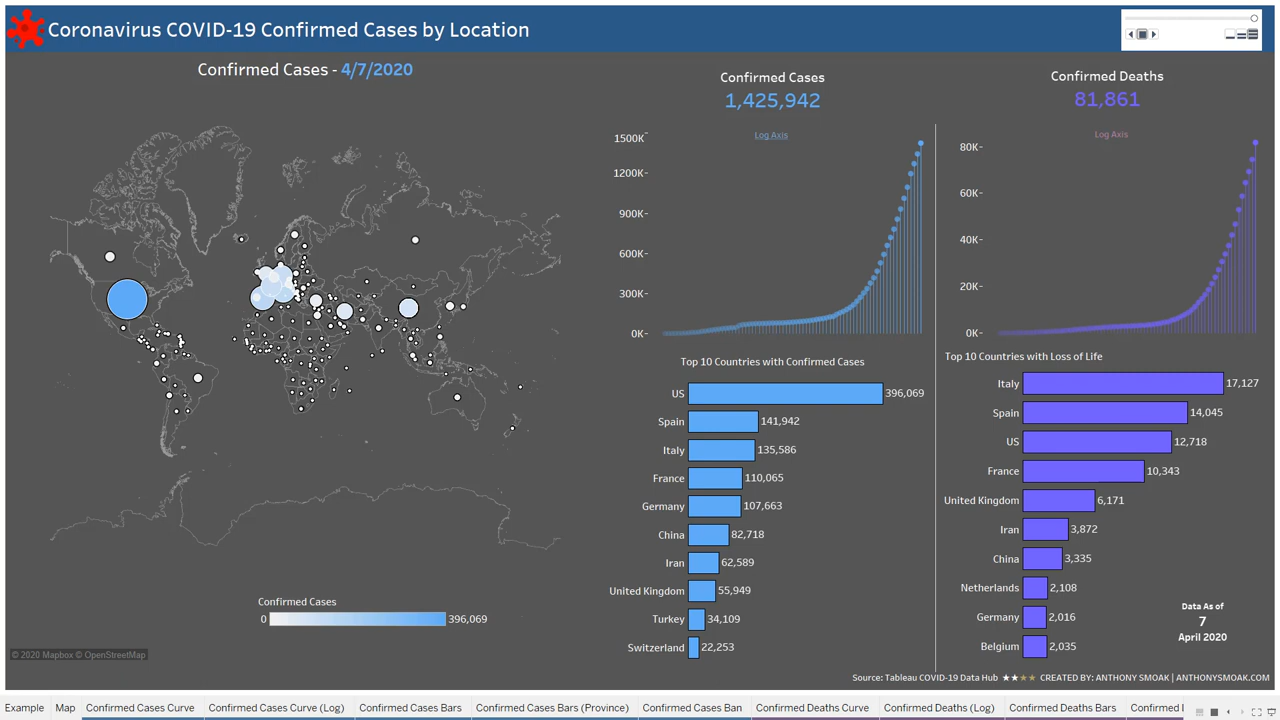 Coronavirus COVID-19 Confirmed Cases by Location
Confirmed Cases - 4/7/2020
Confirmed Cases
0
396,069
© 2020 Mapbox © OpenStreetMap
Confirmed Cases
1,425,942
Log Axis
1500K
1200K
900K
600K
300K
0K
Top 10 Countries with Confirmed Cases
US 396,069
Spain 141,942
Italy 135,586
France 110,065
Germany 107,663
China 82,718
Iran 62,589
United Kingdom 55,949
Turkey 34,109
Switzerland 22,253
Confirmed Deaths
81,861
Log Axis
80K
60K
40K
20K
0K
Top 10 Countries with Loss of Life
Italy 17,127
Spain 14,045
US 12,718
France 10,343
United Kingdom 6,171
Iran 3,872
China 3,335
Netherlands 2,108
Germany 2,016
Belgium 2,035
Data As of
7
April 2020
Source: Tableau COVID-19 Data Hub ★★★★ CREATED BY: ANTHONY SMOAK | ANTHONYSMOAK.COM
Example Map Confirmed Cases Curve Confirmed Cases Curve (Log) Confirmed Cases Bars Confirmed Cases Bars (Province) Confirmed Cases Ban Confirmed Deaths Curve Confirmed Deaths (Log) Confirmed Deaths Bars Confirmed